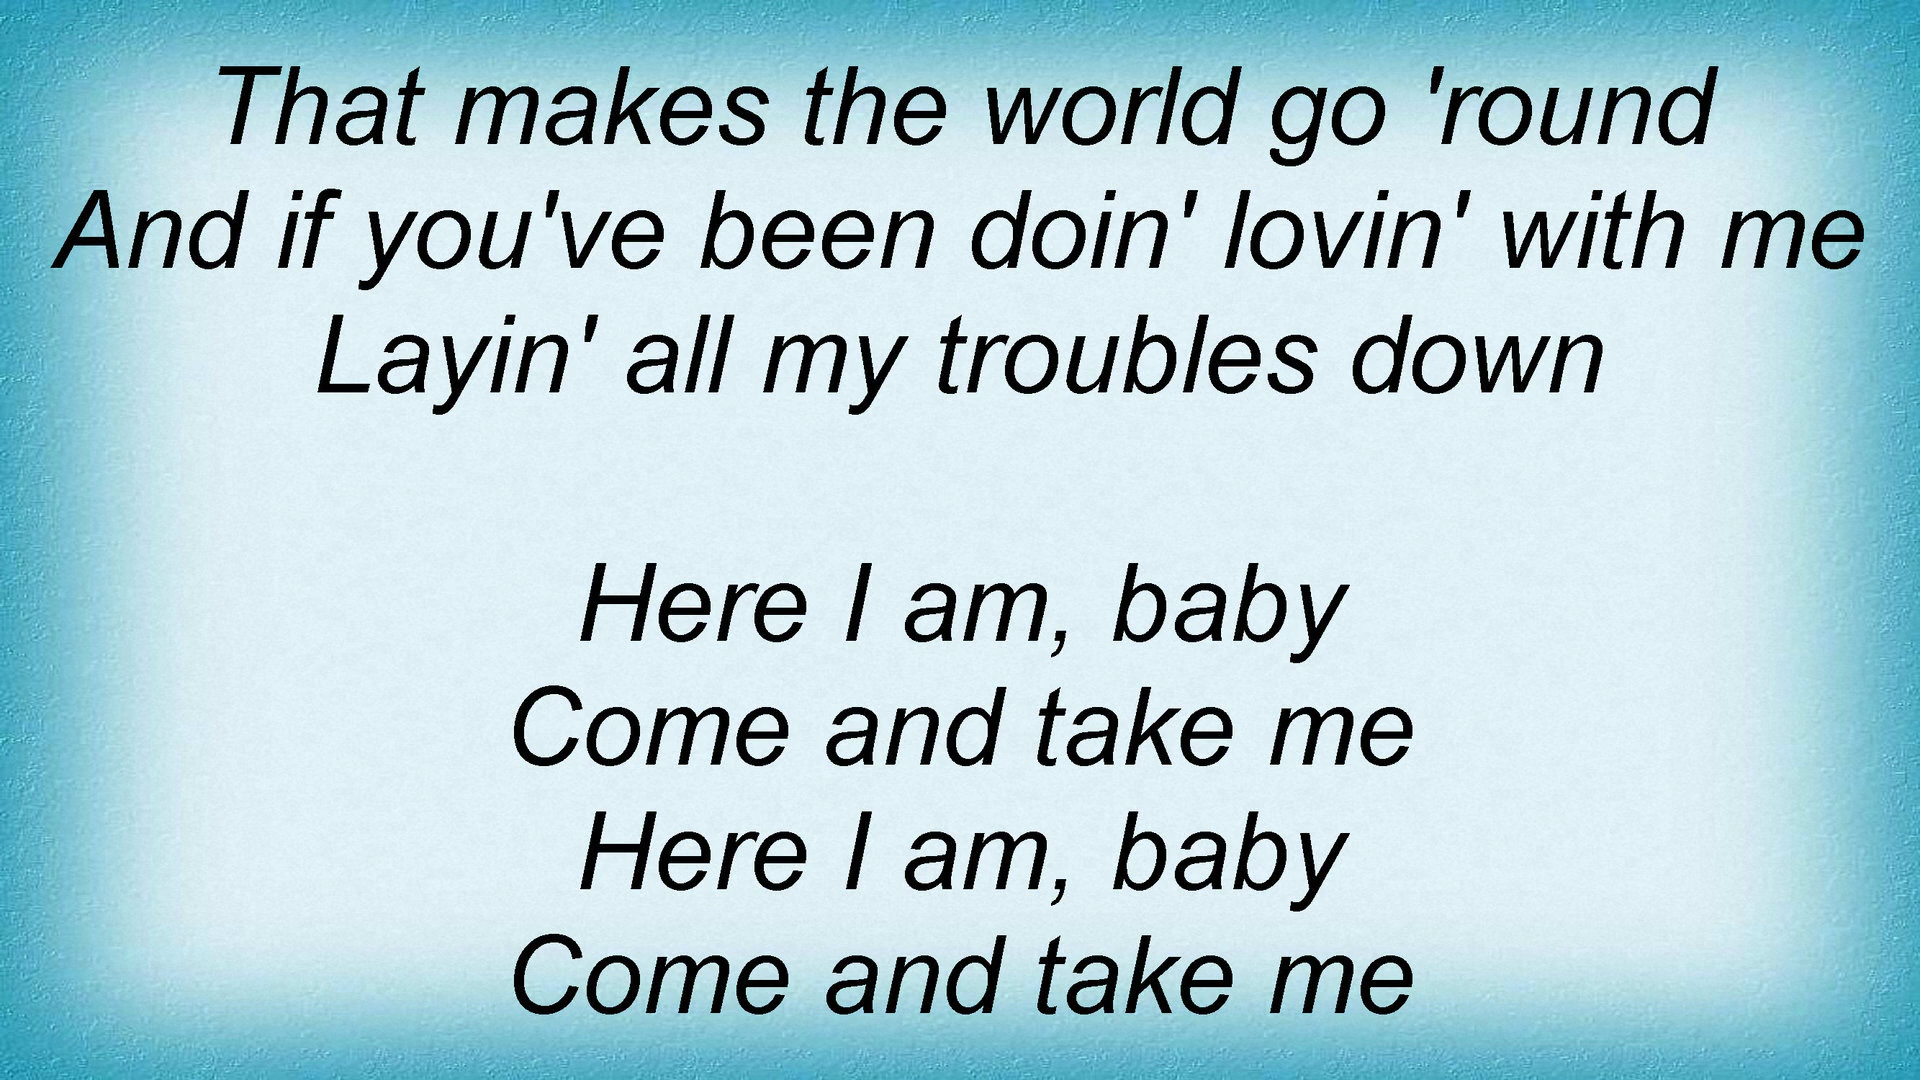 That makes the world go 'round
And if you've been doin' lovin' with me
Layin' all my troubles down
Here I am, baby
Come and take me
Here I am, baby
Come and take me